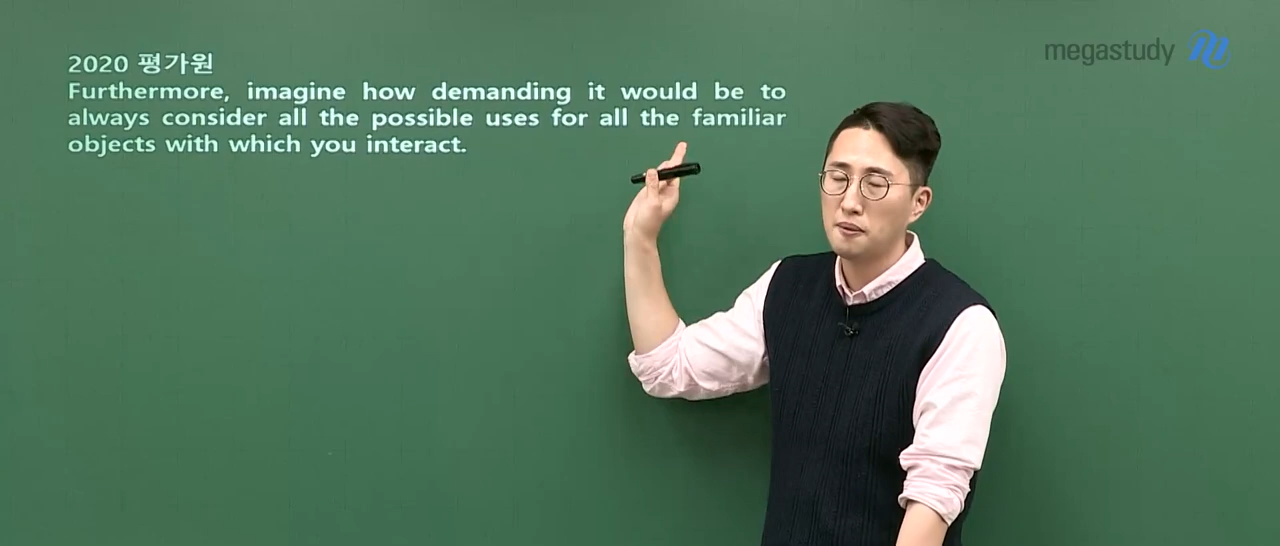 2020 평가원
Furthermore, imagine how demanding it would be to
always consider all the possible uses for all the familiar
objects with which you interact.
megastudy